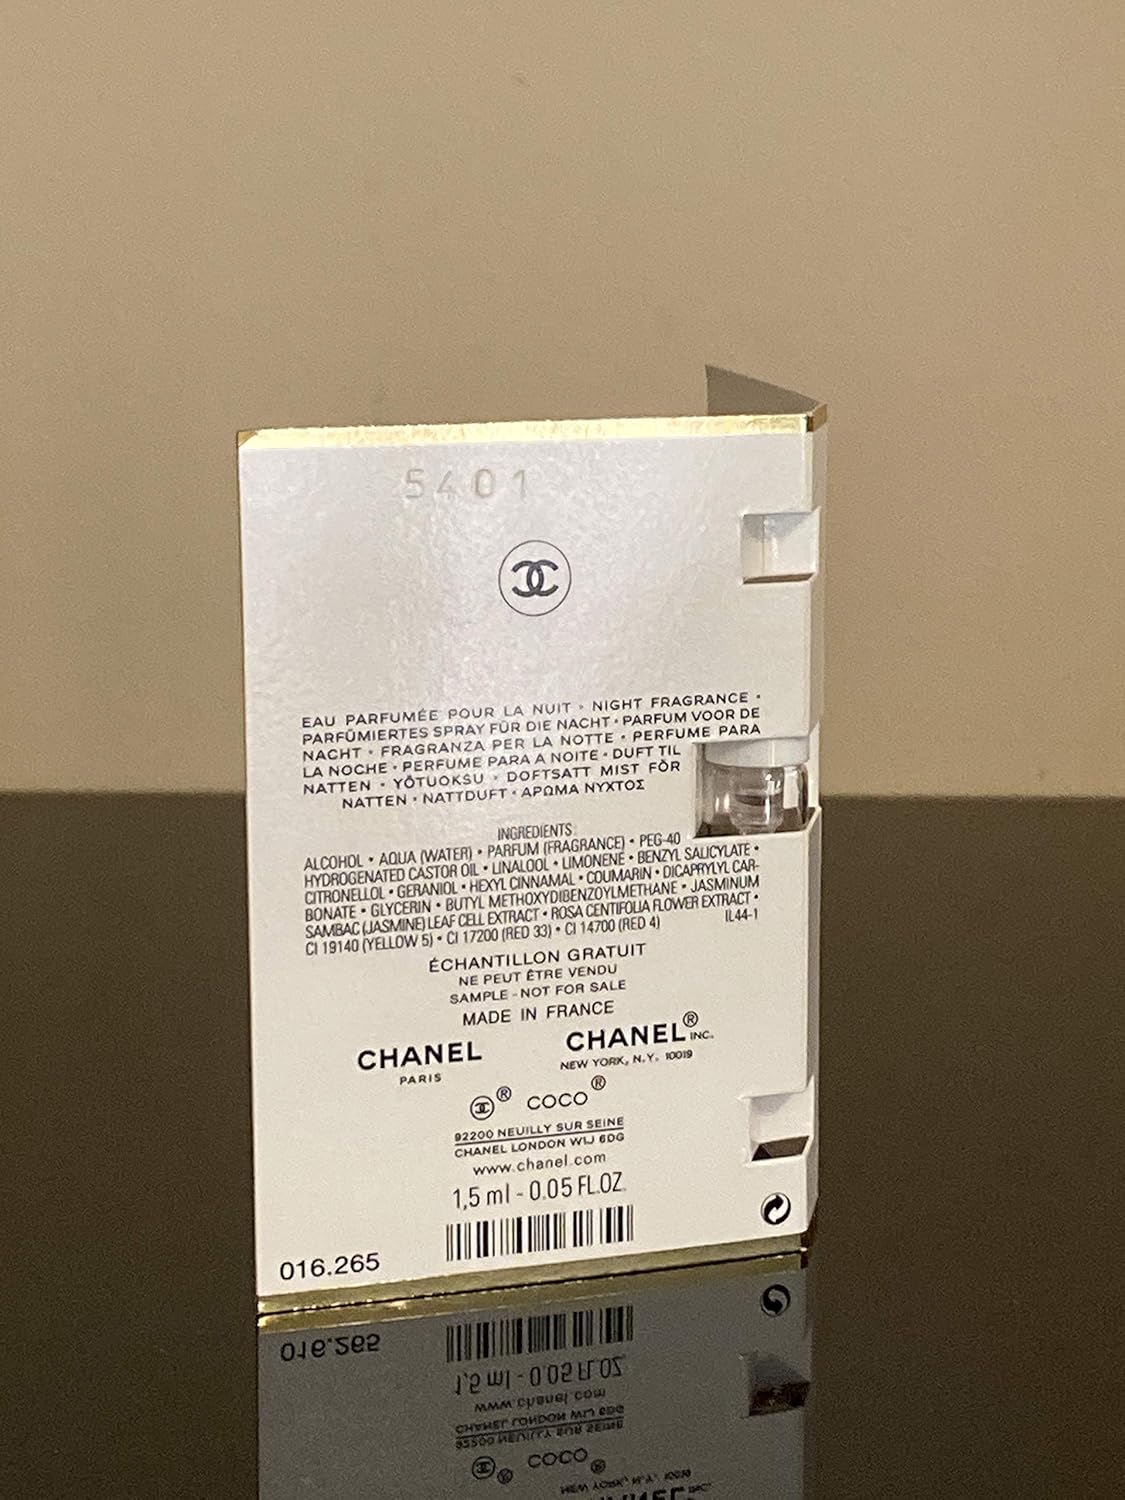 5401
EAU PARFUMÉE POUR LA NUIT • NIGHT FRAGRANCE •
PARFÜMIERTES SPRAY FÜR DIE NACHT • PARFUM VOOR DE
NACHT • FRAGRANZA PER LA NOTTE • PERFUME PARA
LA NOCHE • PERFUME PARA A NOITE • DUFT TIL
NATTEN • YÖTUOKSU • DOFTSATT MIST FÖR
NATTEN • NATTDUFT • ΑΡΩΜΑ ΝΥΧΤΟΣ
INGREDIENTS:
ALCOHOL • AQUA (WATER) • PARFUM (FRAGRANCE) • PEG-40
HYDROGENATED CASTOR OIL • LINALOOL • LIMONENE • BENZYL SALICYLATE •
CITRONELLOL • GERANIOL • HEXYL CINNAMAL • COUMARIN • DICAPRYLYL CAR-
BONATE • GLYCERIN • BUTYL METHOXYDIBENZOYLMETHANE • JASMINUM
SAMBAC (JASMINE) LEAF CELL EXTRACT • ROSA CENTIFOLIA FLOWER EXTRACT •
CI 19140 (YELLOW 5) • CI 17200 (RED 33) • CI 14700 (RED 4) IL44-1
ÉCHANTILLON GRATUIT
NE PEUT ÊTRE VENDU
SAMPLE - NOT FOR SALE
MADE IN FRANCE
CHANEL CHANEL® INC.
PARIS NEW YORK, N.Y. 10019
® COCO®
92200 NEUILLY SUR SEINE
CHANEL LONDON W1J 6DG
www.chanel.com
1,5 ml - 0.05 FL.OZ.
016.265